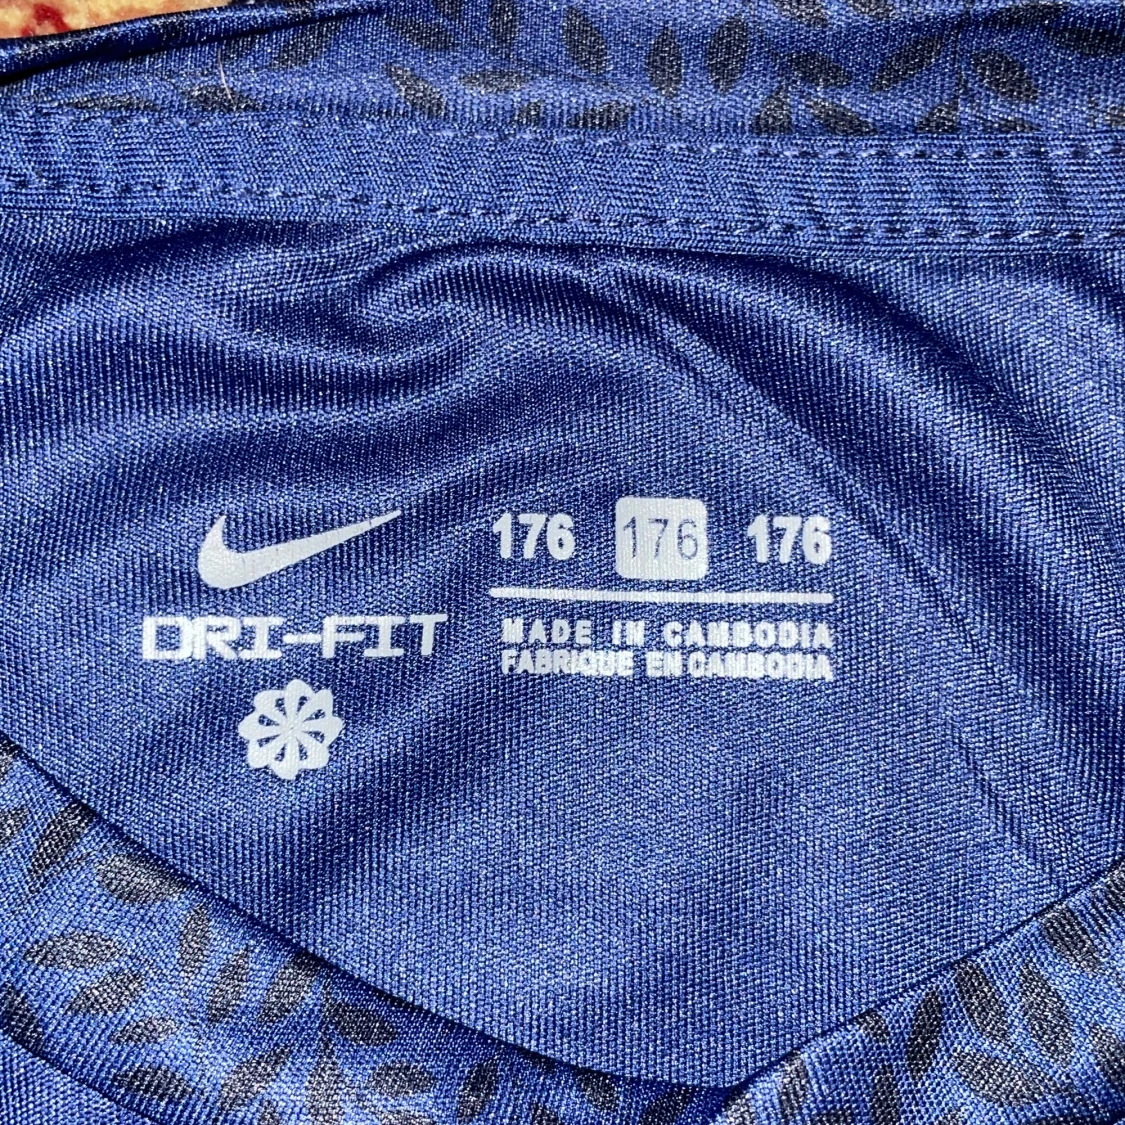 176 176 176
DRI-FIT
MADE IN CAMBODIA
FABRIQUE EN CAMBODIA